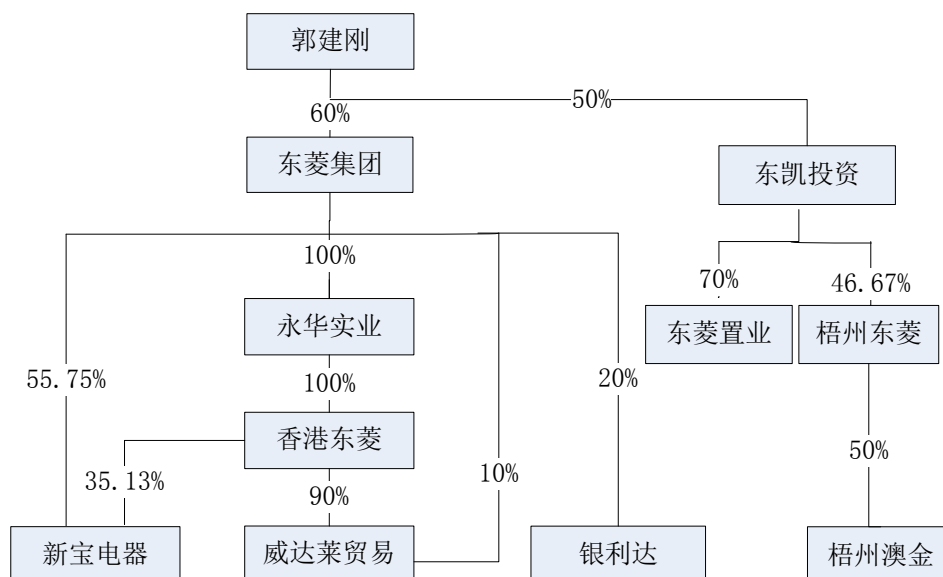 郭建刚
50%
60%
东菱集团
东凯投资
100%
70%
46.67%
永华实业
东菱置业
梧州东菱
55.75%
100%
20%
香港东菱
50%
35.13%
90%
10%
新宝电器
威达莱贸易
银利达
梧州澳金